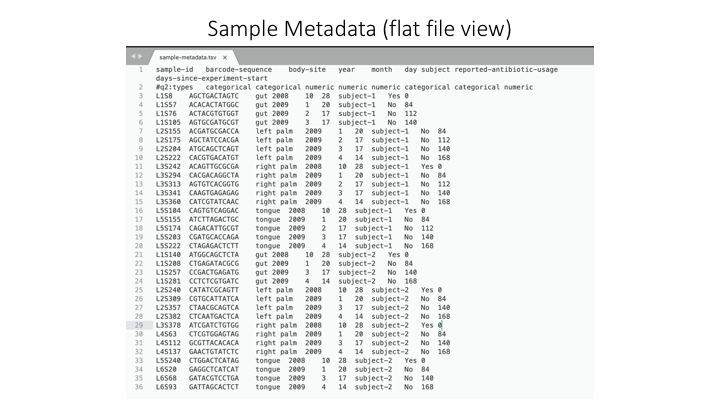 Sample Metadata (flat file view)
sample-metadata.tsv ×
1 sample-id barcode-sequence body-site year month day subject reported-antibiotic-usage
days-since-experiment-start
2 #q2:types categorical categorical numeric numeric numeric categorical categorical numeric
3 L1S8 AGCTGACTAGTC gut 2008 10 28 subject-1 Yes 0
4 L1S57 ACACACTATGGC gut 2009 1 20 subject-1 No 84
5 L1S76 ACTACGTGTGGT gut 2009 2 17 subject-1 No 112
6 L1S105 AGTGCGATGCGT gut 2009 3 17 subject-1 No 140
7 L2S155 ACGATGCGACCA left palm 2009 1 20 subject-1 No 84
8 L2S175 AGCTATCCACGA left palm 2009 2 17 subject-1 No 112
9 L2S204 ATGCAGCTCAGT left palm 2009 3 17 subject-1 No 140
10 L2S222 CACGTGACATGT left palm 2009 4 14 subject-1 No 168
11 L3S242 ACAGTTGCGCGA right palm 2008 10 28 subject-1 Yes 0
12 L3S294 CACGACAGGCTA right palm 2009 1 20 subject-1 No 84
13 L3S313 AGTGTCACGGTG right palm 2009 2 17 subject-1 No 112
14 L3S341 CAAGTGAGAGAG right palm 2009 3 17 subject-1 No 140
15 L3S360 CATCGTATCAAC right palm 2009 4 14 subject-1 No 168
16 L5S104 CAGTGTCAGGAC tongue 2008 10 28 subject-1 Yes 0
17 L5S155 ATCTTAGACTGC tongue 2009 1 20 subject-1 No 84
18 L5S174 CAGACATTGCGT tongue 2009 2 17 subject-1 No 112
19 L5S203 CGATGCACCAGA tongue 2009 3 17 subject-1 No 140
20 L5S222 CTAGAGACTCTT tongue 2009 4 14 subject-1 No 168
21 L1S140 ATGGCAGCTCTA gut 2008 10 28 subject-2 Yes 0
22 L1S208 CTGAGATACGCG gut 2009 1 20 subject-2 No 84
23 L1S257 CCGACTGAGATG gut 2009 3 17 subject-2 No 140
24 L1S281 CCTCTCGTGATC gut 2009 4 14 subject-2 No 168
25 L2S240 CATATCGCAGTT left palm 2008 10 28 subject-2 Yes 0
26 L2S309 CGTGCATTATCA left palm 2009 1 20 subject-2 No 84
27 L2S357 CTAACGCAGTCA left palm 2009 3 17 subject-2 No 140
28 L2S382 CTCAATGACTCA left palm 2009 4 14 subject-2 No 168
29 L3S378 ATCGATCTGTGG right palm 2008 10 28 subject-2 Yes 0
30 L4S63 CTCGTGGAGTAG right palm 2009 1 20 subject-2 No 84
31 L4S112 GCGTTACACACA right palm 2009 3 17 subject-2 No 140
32 L4S137 GAACTGTATCTC right palm 2009 4 14 subject-2 No 168
33 L5S240 CTGGACTCATAG tongue 2008 10 28 subject-2 Yes 0
34 L6S20 GAGGCTCATCAT tongue 2009 1 20 subject-2 No 84
35 L6S68 GATACGTCCTGA tongue 2009 3 17 subject-2 No 140
36 L6S93 GATTAGCACTCT tongue 2009 4 14 subject-2 No 168